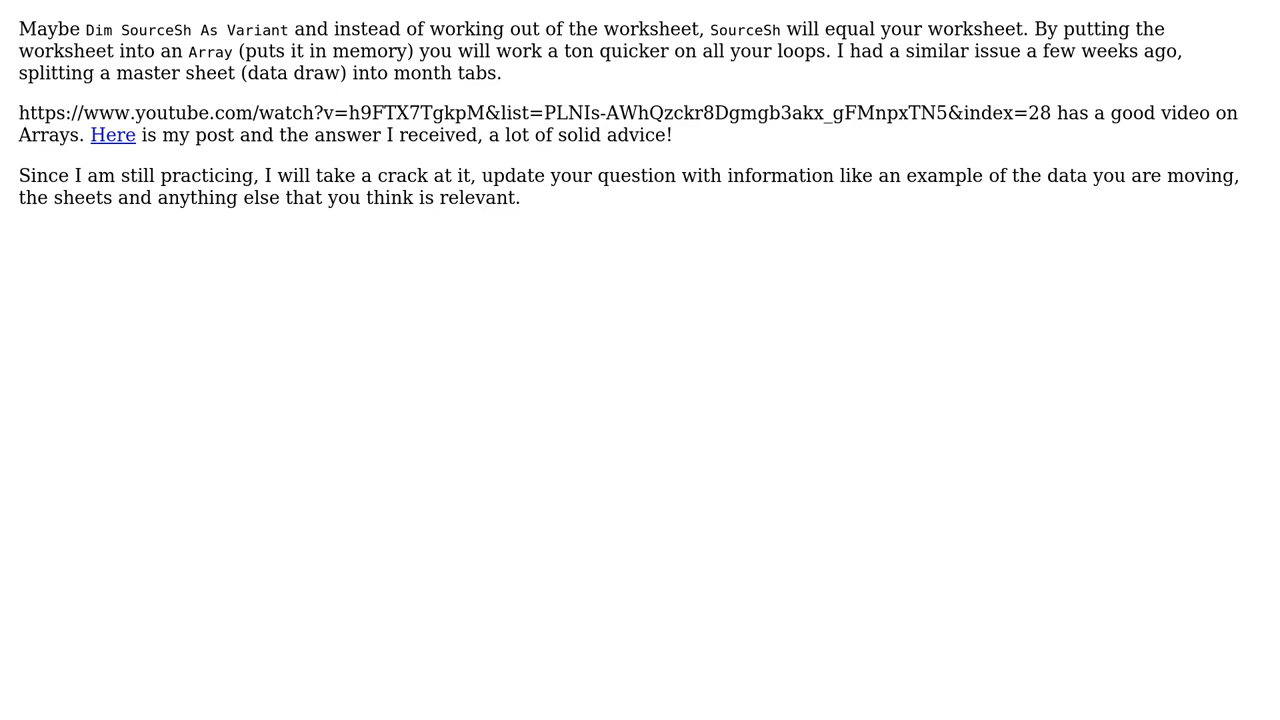 Maybe Dim SourceSh As Variant and instead of working out of the worksheet, SourceSh will equal your worksheet. By putting the
worksheet into an Array (puts it in memory) you will work a ton quicker on all your loops. I had a similar issue a few weeks ago,
splitting a master sheet (data draw) into month tabs.
https://www.youtube.com/watch?v=h9FTX7TgkpM&list=PLNIs-AWhQzckr8Dgmgb3akx_gFMnpxTN5&index=28 has a good video on
Arrays. Here is my post and the answer I received, a lot of solid advice!
Since I am still practicing, I will take a crack at it, update your question with information like an example of the data you are moving,
the sheets and anything else that you think is relevant.